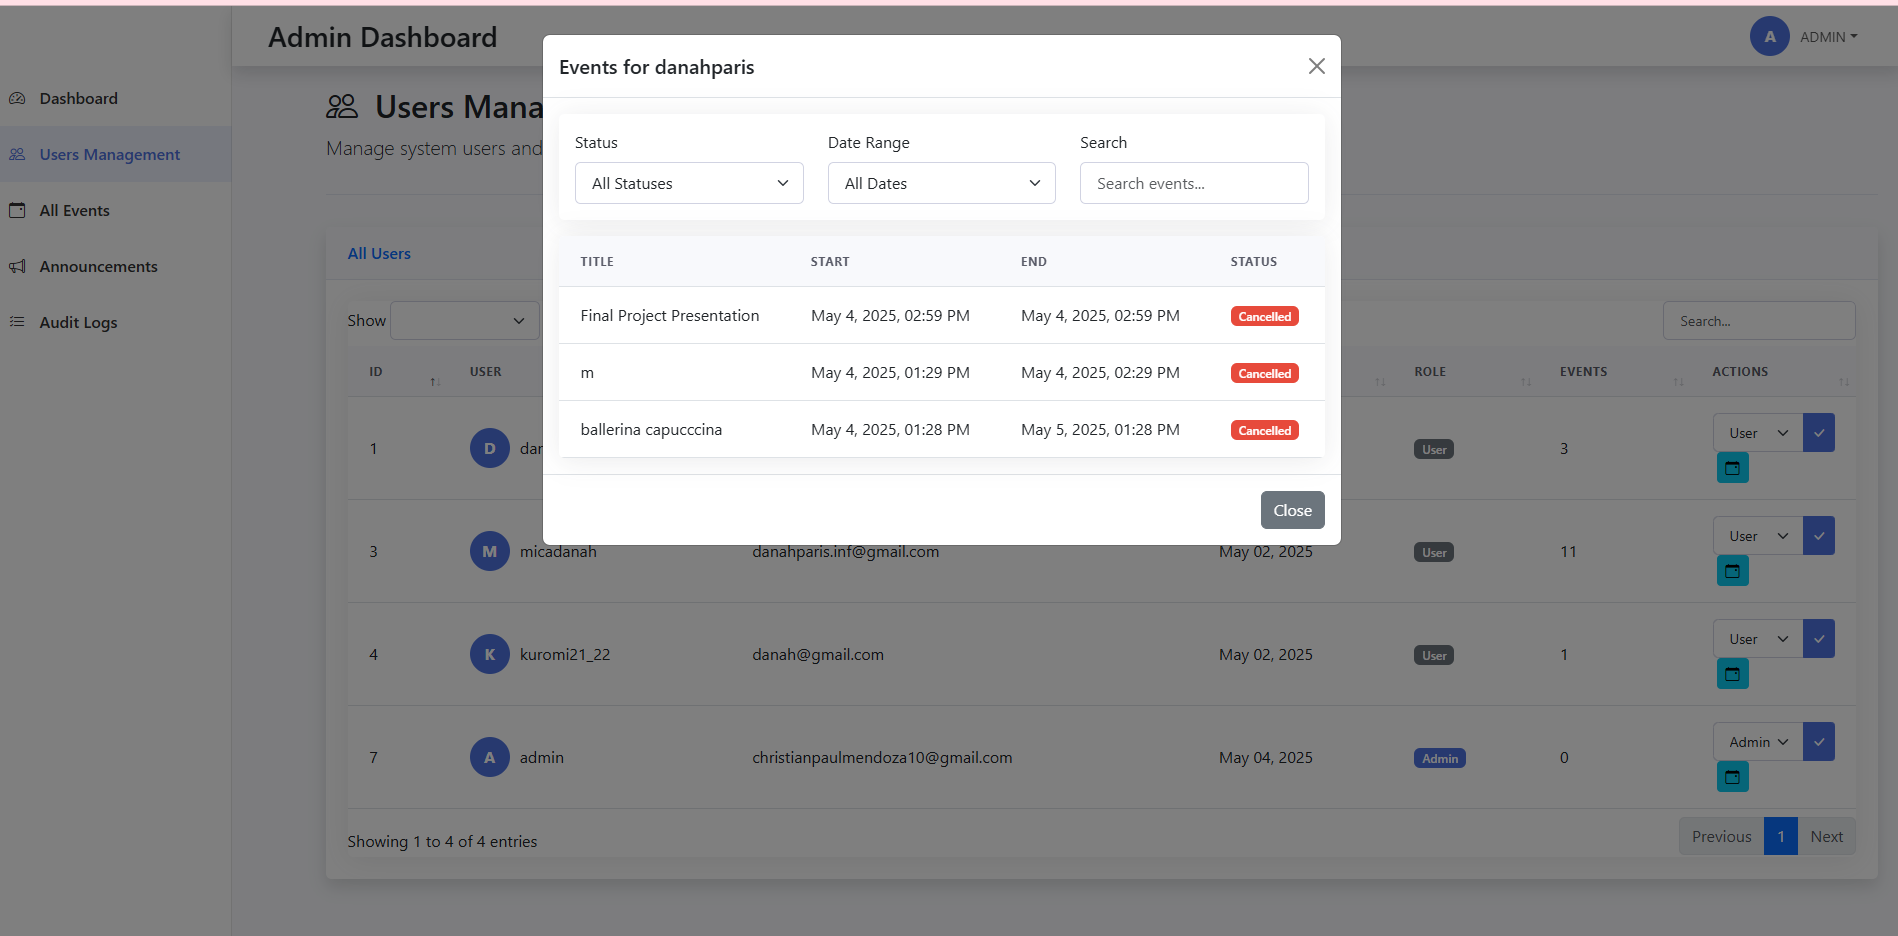 Admin Dashboard
A ADMIN
Dashboard
Users Management
All Events
Announcements
Audit Logs
Users Mana
Manage system users and
All Users
Show
Search...
ID USER ROLE EVENTS ACTIONS
1 D dar User 3 User
3 M micadanah danahparis.inf@gmail.com May 02, 2025 User 11 User
4 K kuromi21_22 danah@gmail.com May 02, 2025 User 1 User
7 A admin christianpaulmendoza10@gmail.com May 04, 2025 Admin 0 Admin
Showing 1 to 4 of 4 entries
Previous 1 Next
Events for danahparis
Status Date Range Search
All Statuses All Dates Search events...
TITLE START END STATUS
Final Project Presentation May 4, 2025, 02:59 PM May 4, 2025, 02:59 PM Cancelled
m May 4, 2025, 01:29 PM May 4, 2025, 02:29 PM Cancelled
ballerina capucccina May 4, 2025, 01:28 PM May 5, 2025, 01:28 PM Cancelled
Close